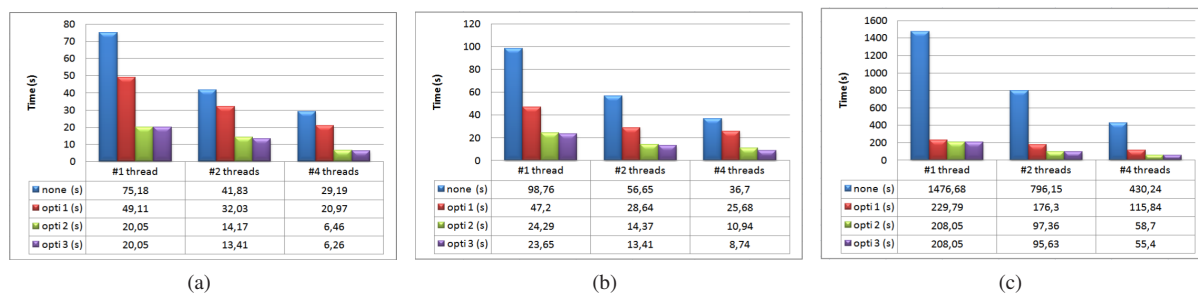 80
70
60
50
40
30
20
10
0
Time (s)
#1 thread #2 threads #4 threads
none (s) 75,18 41,83 29,19
opti 1 (s) 49,11 32,03 20,97
opti 2 (s) 20,05 14,17 6,46
opti 3 (s) 20,05 13,41 6,26
(a)
120
100
80
60
40
20
0
Time (s)
#1 thread #2 threads #4 threads
none (s) 98,76 56,65 36,7
opti 1 (s) 47,2 28,64 25,68
opti 2 (s) 24,29 14,37 10,94
opti 3 (s) 23,65 13,41 8,74
(b)
1600
1400
1200
1000
800
600
400
200
0
Time (s)
#1 thread #2 threads #4 threads
none (s) 1476,68 796,15 430,24
opti 1 (s) 229,79 176,3 115,84
opti 2 (s) 208,05 97,36 58,7
opti 3 (s) 208,05 95,63 55,4
(c)